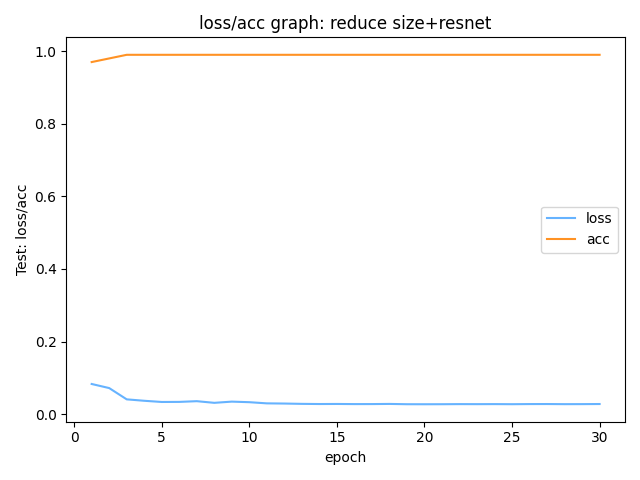 loss/acc graph: reduce size+resnet
1.0
0.8
0.6
0.4
0.2
0.0
Test: loss/acc
loss
acc
0 5 10 15 20 25 30
epoch